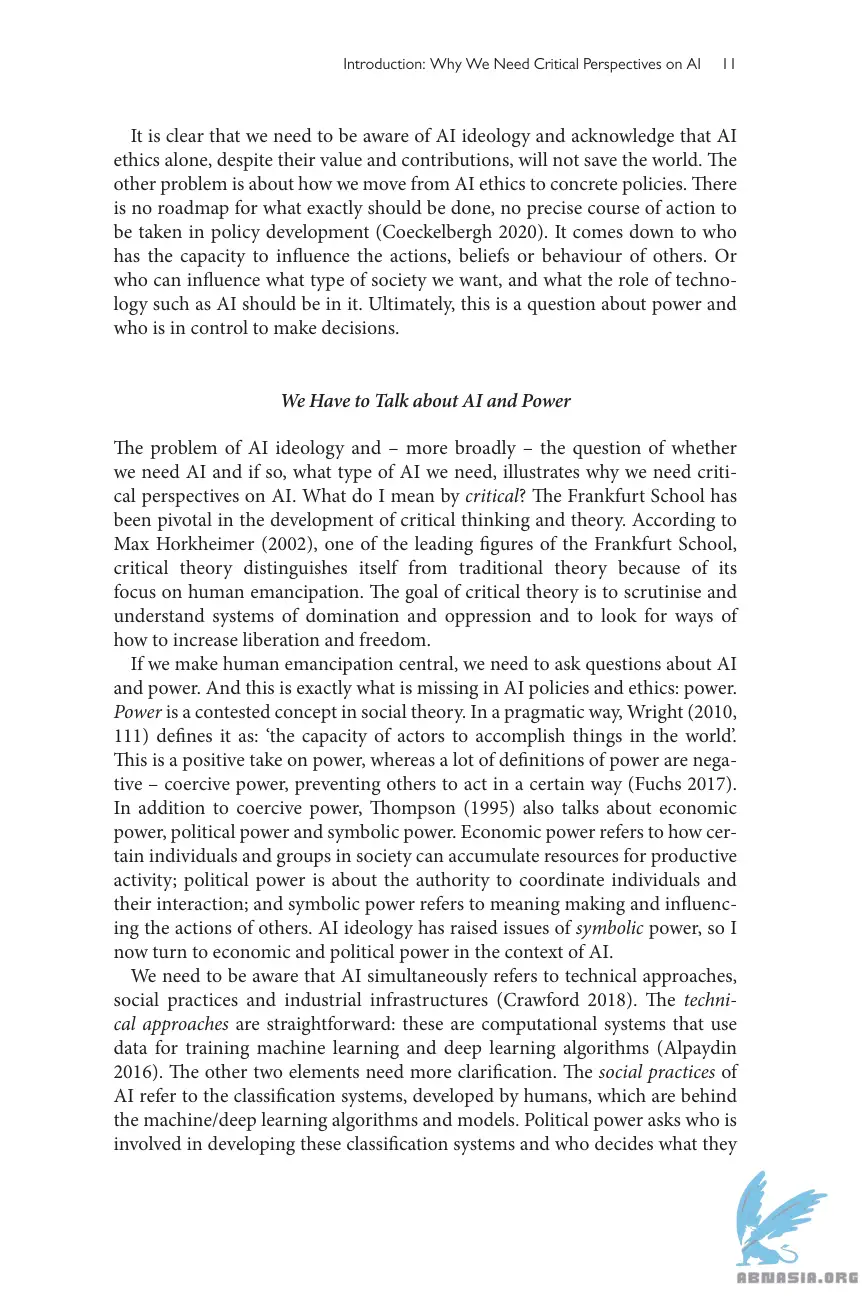 Introduction: Why We Need Critical Perspectives on AI 11
It is clear that we need to be aware of AI ideology and acknowledge that AI
ethics alone, despite their value and contributions, will not save the world. The
other problem is about how we move from AI ethics to concrete policies. There
is no roadmap for what exactly should be done, no precise course of action to
be taken in policy development (Coeckelbergh 2020). It comes down to who
has the capacity to influence the actions, beliefs or behaviour of others. Or
who can influence what type of society we want, and what the role of techno-
logy such as AI should be in it. Ultimately, this is a question about power and
who is in control to make decisions.
We Have to Talk about AI and Power
The problem of AI ideology and – more broadly – the question of whether
we need AI and if so, what type of AI we need, illustrates why we need criti-
cal perspectives on AI. What do I mean by critical? The Frankfurt School has
been pivotal in the development of critical thinking and theory. According to
Max Horkheimer (2002), one of the leading figures of the Frankfurt School,
critical theory distinguishes itself from traditional theory because of its
focus on human emancipation. The goal of critical theory is to scrutinise and
understand systems of domination and oppression and to look for ways of
how to increase liberation and freedom.
If we make human emancipation central, we need to ask questions about AI
and power. And this is exactly what is missing in AI policies and ethics: power.
Power is a contested concept in social theory. In a pragmatic way, Wright (2010,
111) defines it as: ‘the capacity of actors to accomplish things in the world’.
This is a positive take on power, whereas a lot of definitions of power are nega-
tive – coercive power, preventing others to act in a certain way (Fuchs 2017).
In addition to coercive power, Thompson (1995) also talks about economic
power, political power and symbolic power. Economic power refers to how cer-
tain individuals and groups in society can accumulate resources for productive
activity; political power is about the authority to coordinate individuals and
their interaction; and symbolic power refers to meaning making and influenc-
ing the actions of others. AI ideology has raised issues of symbolic power, so I
now turn to economic and political power in the context of AI.
We need to be aware that AI simultaneously refers to technical approaches,
social practices and industrial infrastructures (Crawford 2018). The techni-
cal approaches are straightforward: these are computational systems that use
data for training machine learning and deep learning algorithms (Alpaydin
2016). The other two elements need more clarification. The social practices of
AI refer to the classification systems, developed by humans, which are behind
the machine/deep learning algorithms and models. Political power asks who is
involved in developing these classification systems and who decides what they
ABNASIA.ORG